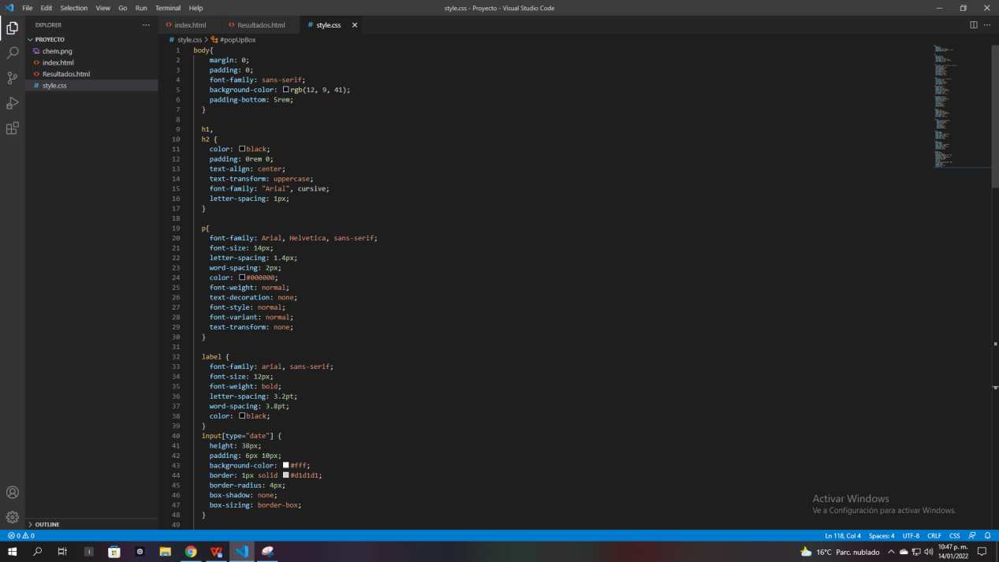 File Edit Selection View Go Run Terminal Help
style.css - Proyecto - Visual Studio Code
EXPLORER
PROYECTO
chem.png
index.html
Resultados.html
style.css
OUTLINE
index.html Resultados.html style.css
style.css > #popUpBox
1 body{
2 margin: 0;
3 padding: 0;
4 font-family: sans-serif;
5 background-color: rgb(12, 9, 41);
6 padding-bottom: 5rem;
7 }
8
9 h1,
10 h2 {
11 color: black;
12 padding: 0rem 0;
13 text-align: center;
14 text-transform: uppercase;
15 font-family: "Arial", cursive;
16 letter-spacing: 1px;
17 }
18
19 p{
20 font-family: Arial, Helvetica, sans-serif;
21 font-size: 14px;
22 letter-spacing: 1.4px;
23 word-spacing: 2px;
24 color: #000000;
25 font-weight: normal;
26 text-decoration: none;
27 font-style: normal;
28 font-variant: normal;
29 text-transform: none;
30 }
31
32 label {
33 font-family: arial, sans-serif;
34 font-size: 12px;
35 font-weight: bold;
36 letter-spacing: 3.2pt;
37 word-spacing: 3.8pt;
38 color: black;
39 }
40 input[type="date"] {
41 height: 38px;
42 padding: 6px 10px;
43 background-color: #fff;
44 border: 1px solid #d1d1d1;
45 border-radius: 4px;
46 box-shadow: none;
47 box-sizing: border-box;
48 }
49
Activar Windows
Ve a Configuración para activar Windows.
0 0
Ln 118, Col 4 Spaces: 4 UTF-8 CRLF CSS
16°C Parc. nublado
10:47 p. m.
14/01/2022